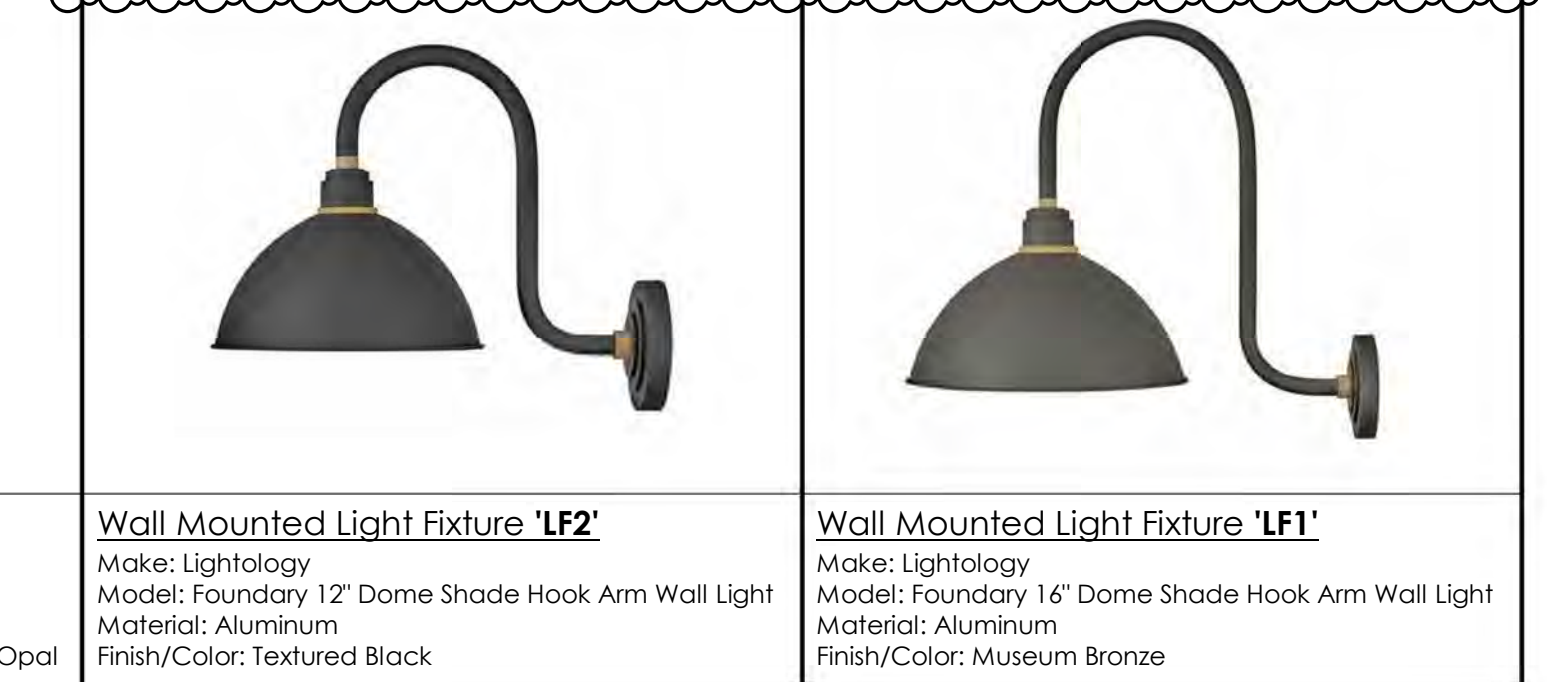 Opal
Wall Mounted Light Fixture 'LF2'
Make: Lightology
Model: Foundary 12" Dome Shade Hook Arm Wall Light
Material: Aluminum
Finish/Color: Textured Black
Wall Mounted Light Fixture 'LF1'
Make: Lightology
Model: Foundary 16" Dome Shade Hook Arm Wall Light
Material: Aluminum
Finish/Color: Museum Bronze